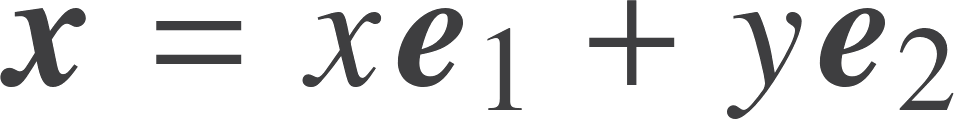 𝒙 = x𝒆₁ + y𝒆₂